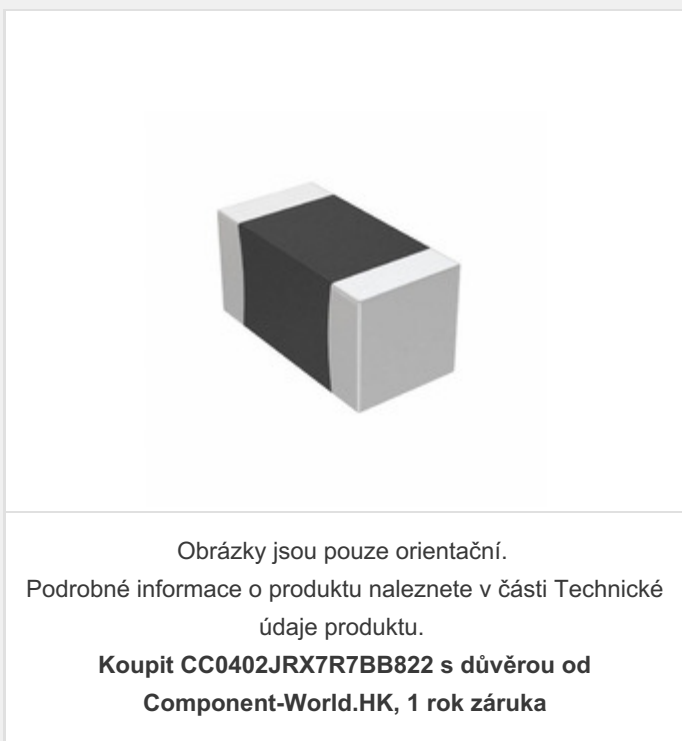 Obrázky jsou pouze orientační.
Podrobné informace o produktu naleznete v části Technické
údaje produktu.
Koupit CC0402JRX7R7BB822 s důvěrou od
Component-World.HK, 1 rok záruka